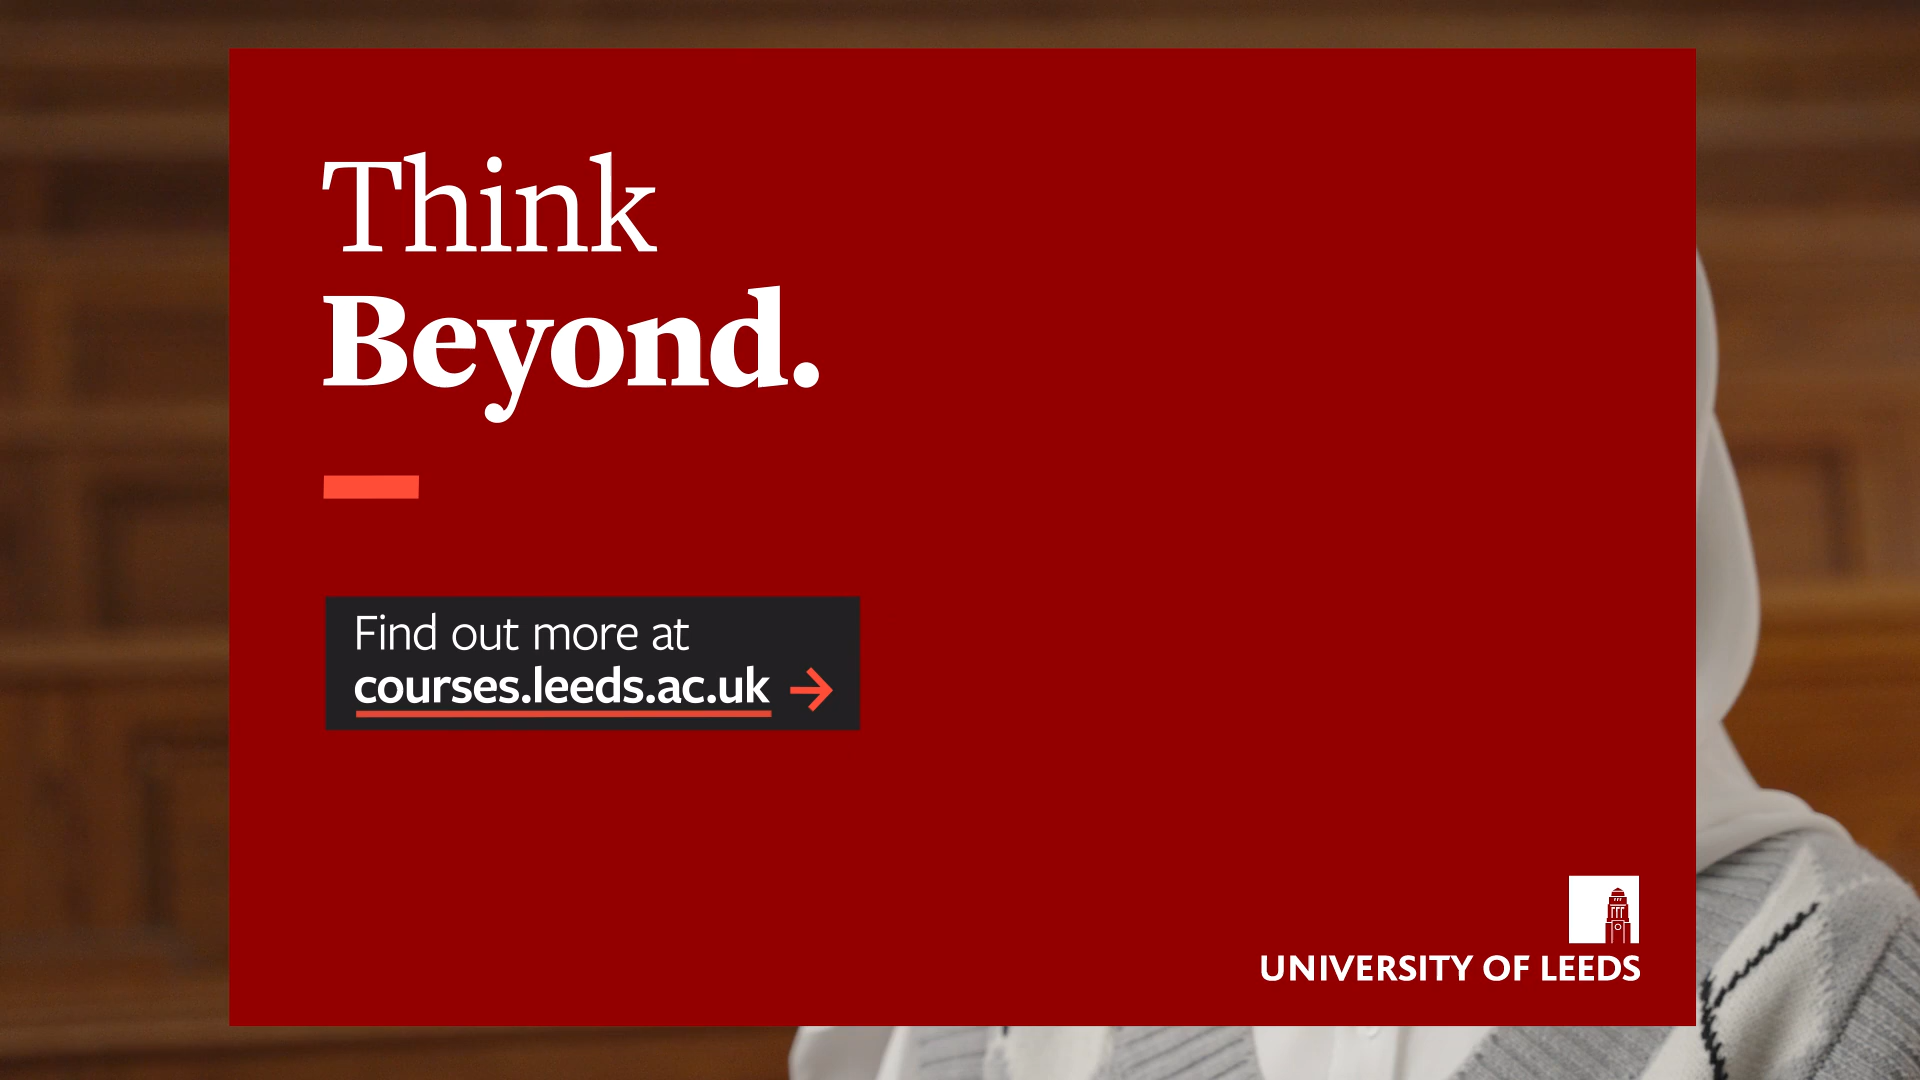 Think
Beyond.
Find out more at
courses.leeds.ac.uk
UNIVERSITY OF LEEDS